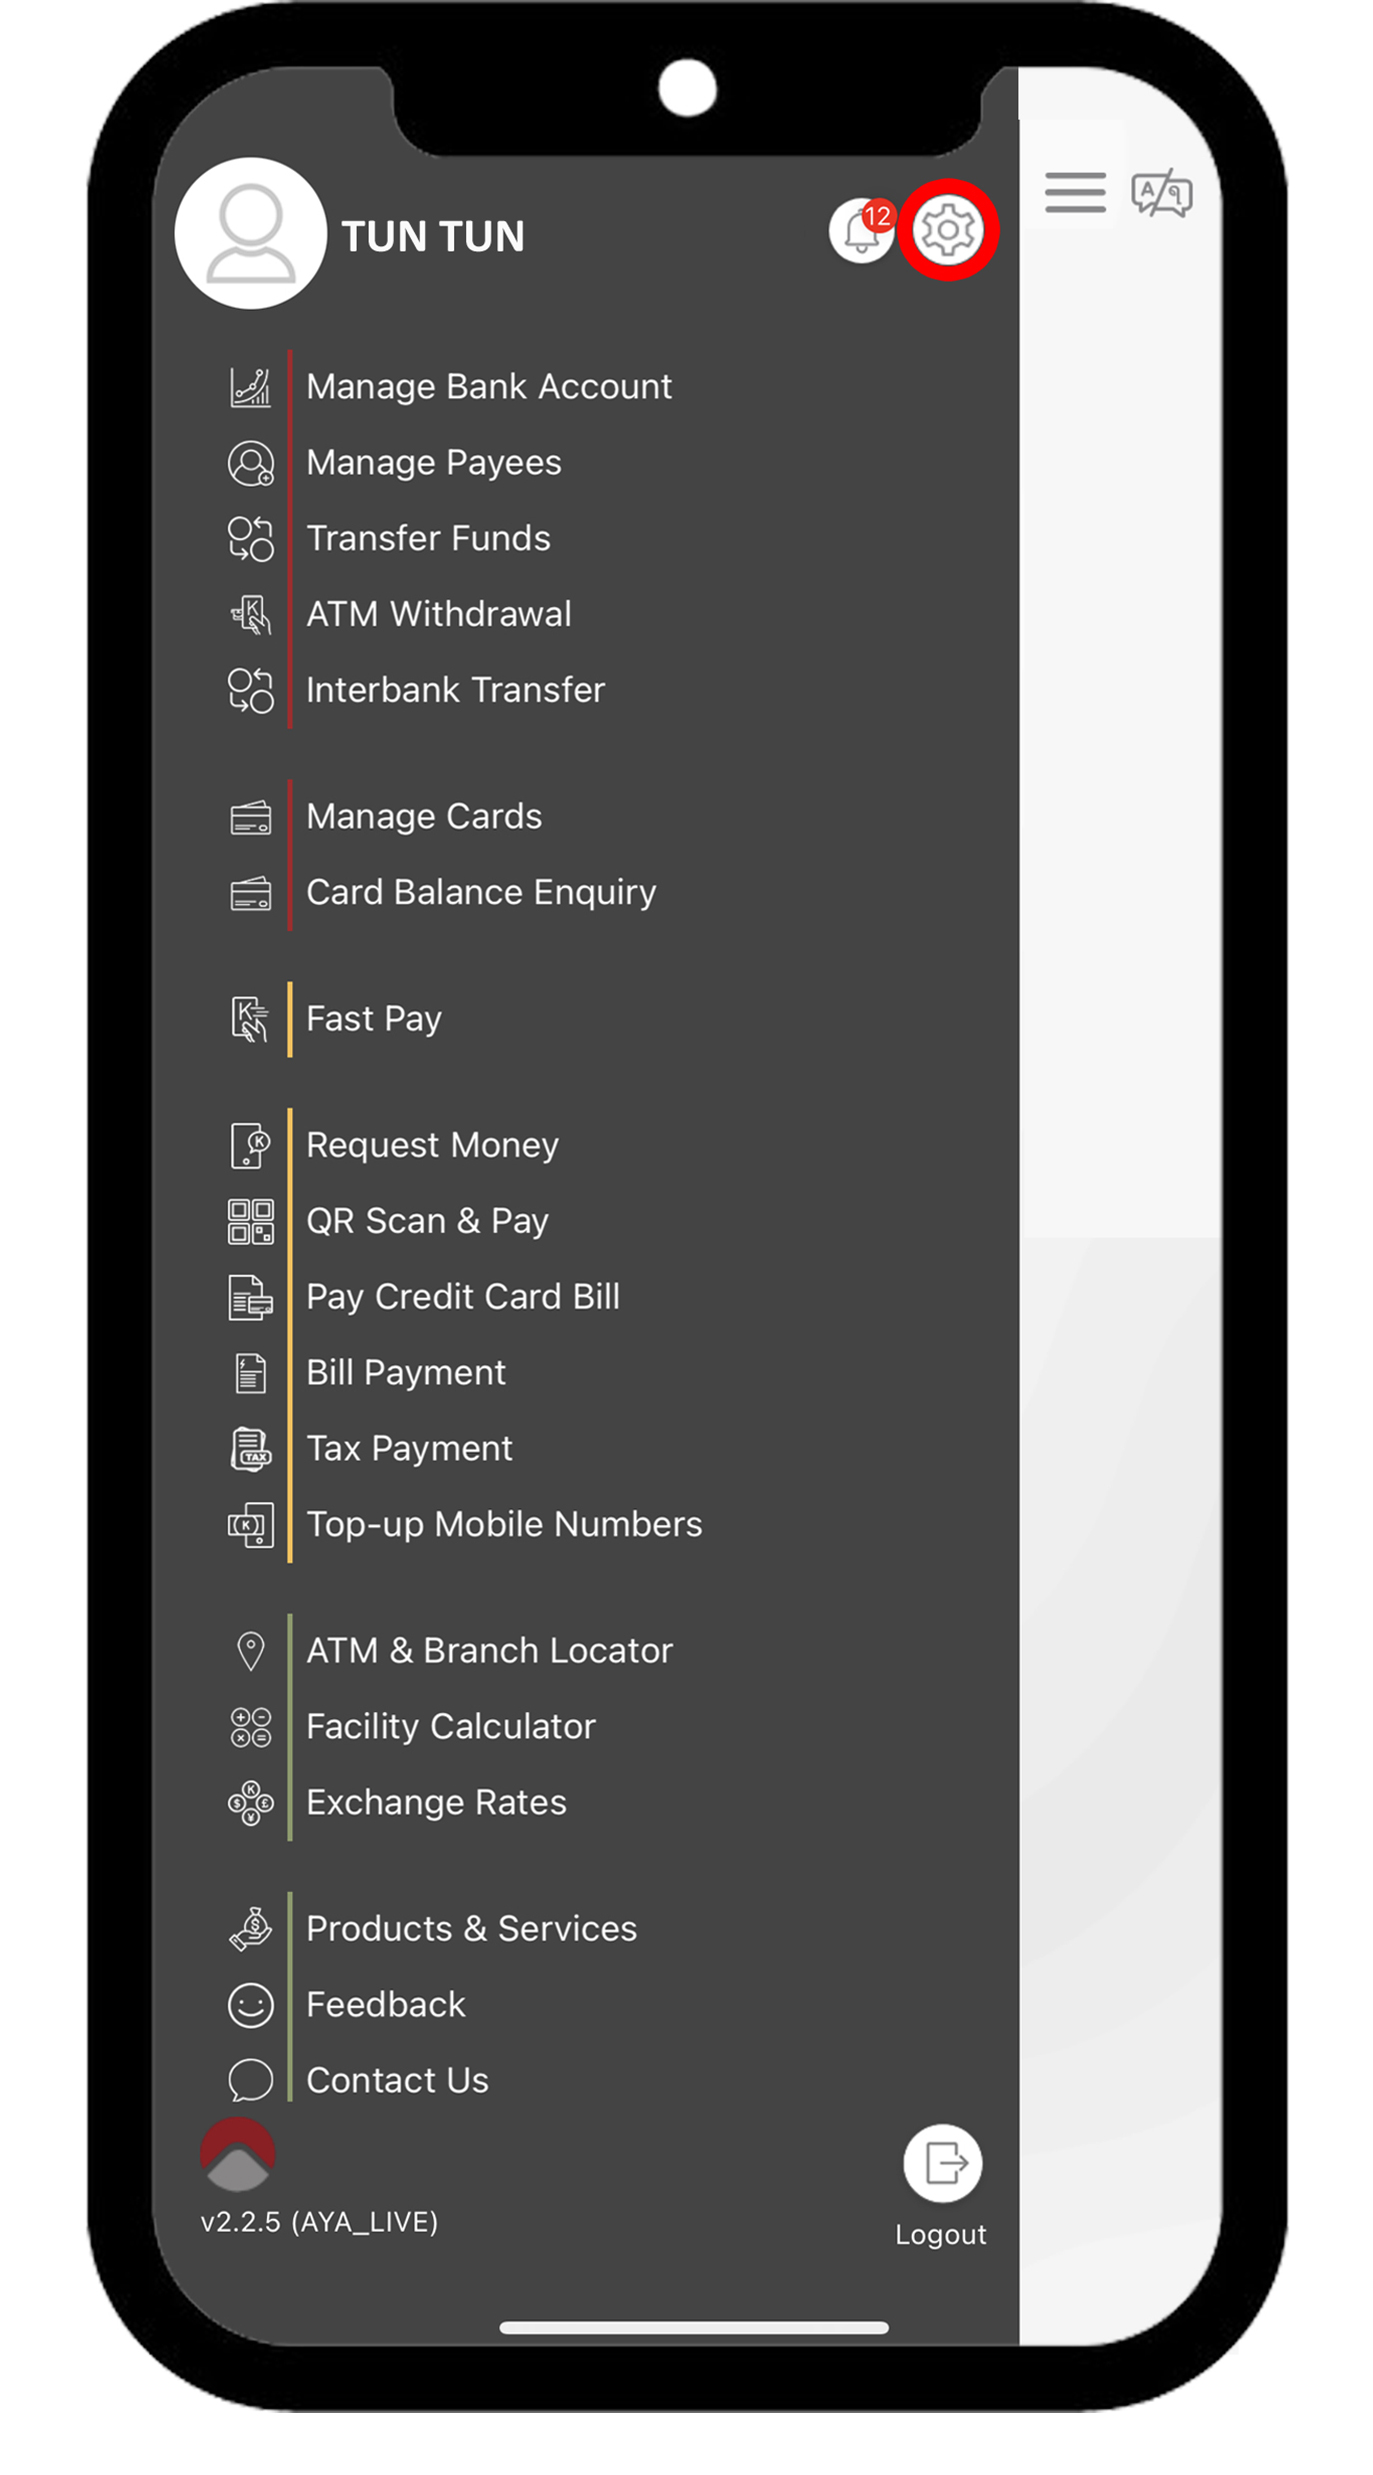 TUN TUN
12
Manage Bank Account
Manage Payees
Transfer Funds
ATM Withdrawal
Interbank Transfer
Manage Cards
Card Balance Enquiry
Fast Pay
Request Money
QR Scan & Pay
Pay Credit Card Bill
Bill Payment
TAX
Tax Payment
Top-up Mobile Numbers
ATM & Branch Locator
Facility Calculator
Exchange Rates
Products & Services
Feedback
Contact Us
v2.2.5 (AYA_LIVE)
Logout